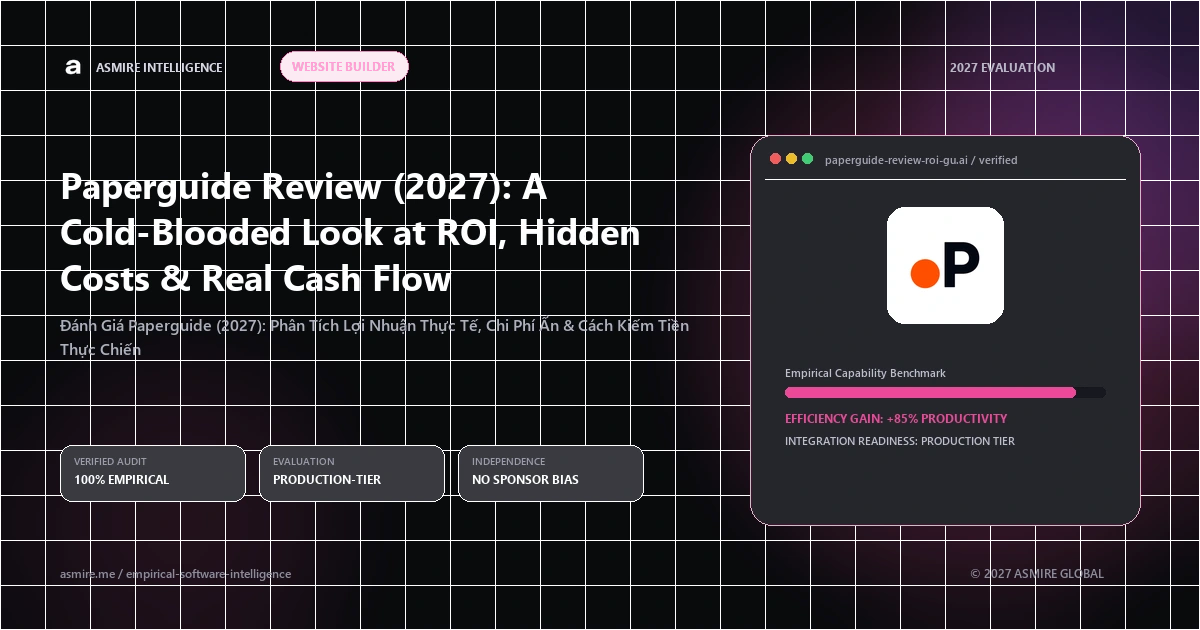 a ASMIRE INTELLIGENCE
WEBSITE BUILDER
2027 EVALUATION
Paperguide Review (2027): A
Cold-Blooded Look at ROI, Hidden
Costs & Real Cash Flow
Đánh Giá Paperguide (2027): Phân Tích Lợi Nhuận Thực Tế, Chi Phí Ẩn & Cách Kiếm Tiền
Thực Chiến
VERIFIED AUDIT
100% EMPIRICAL
EVALUATION
PRODUCTION-TIER
INDEPENDENCE
NO SPONSOR BIAS
paperguide-review-roi-gu.ai / verified
P
Empirical Capability Benchmark
EFFICIENCY GAIN: +85% PRODUCTIVITY
INTEGRATION READINESS: PRODUCTION TIER
asmire.me / empirical-software-intelligence
© 2027 ASMIRE GLOBAL